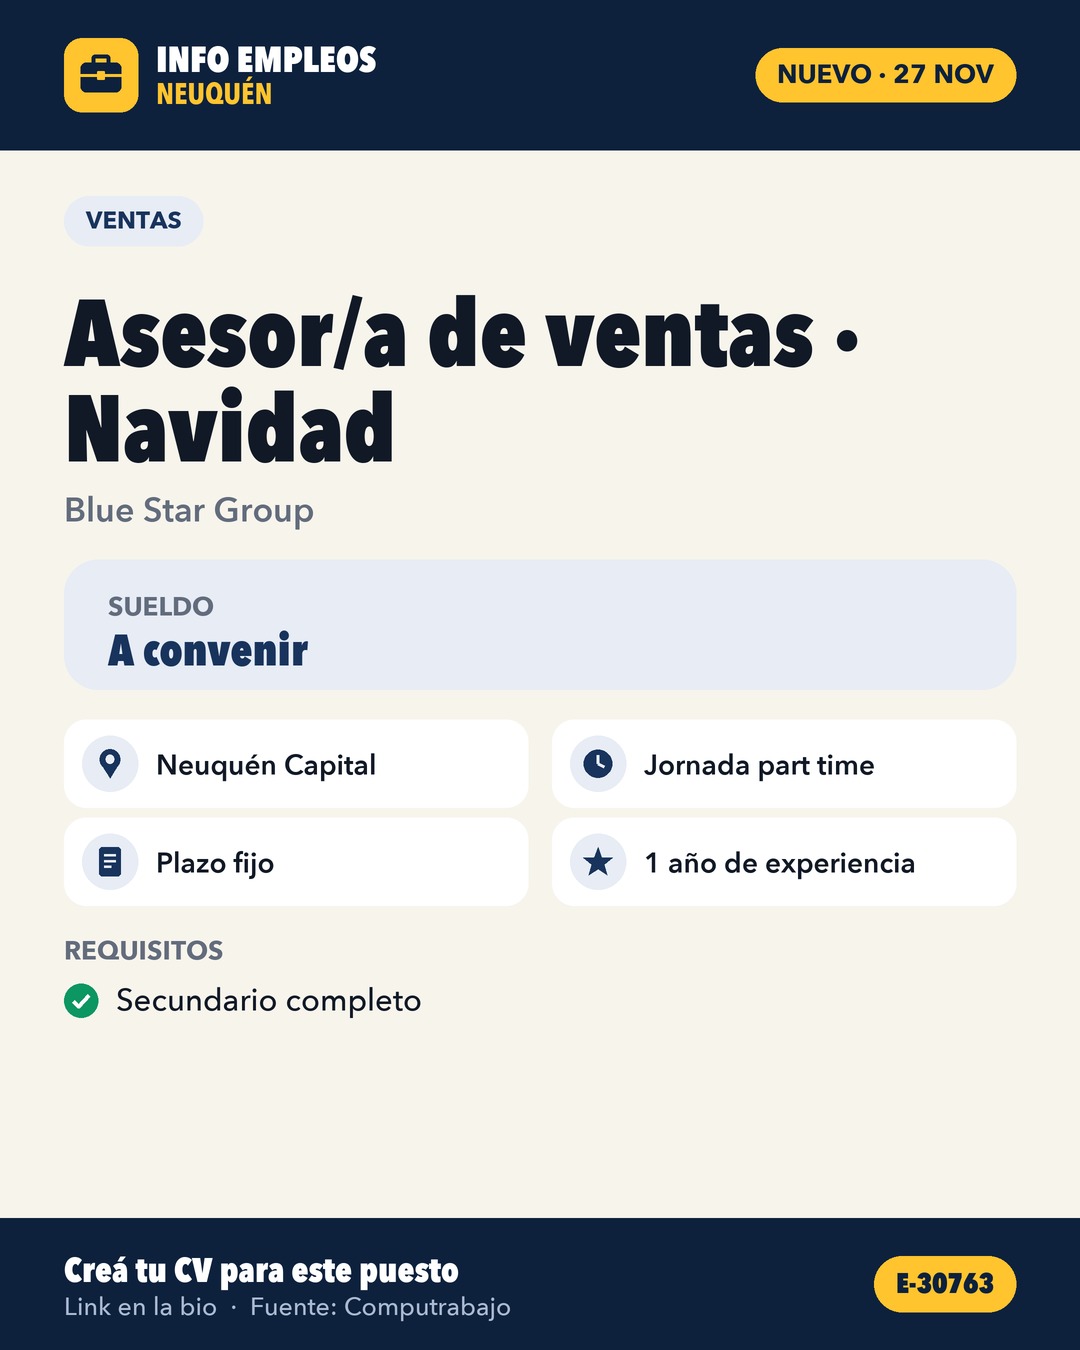 INFO EMPLEOS
NEUQUÉN
NUEVO · 27 NOV
VENTAS
Asesor/a de ventas ·
Navidad
Blue Star Group
SUELDO
A convenir
Neuquén Capital
Jornada part time
Plazo fijo
1 año de experiencia
REQUISITOS
Secundario completo
Creá tu CV para este puesto
Link en la bio · Fuente: Computrabajo
E-30763